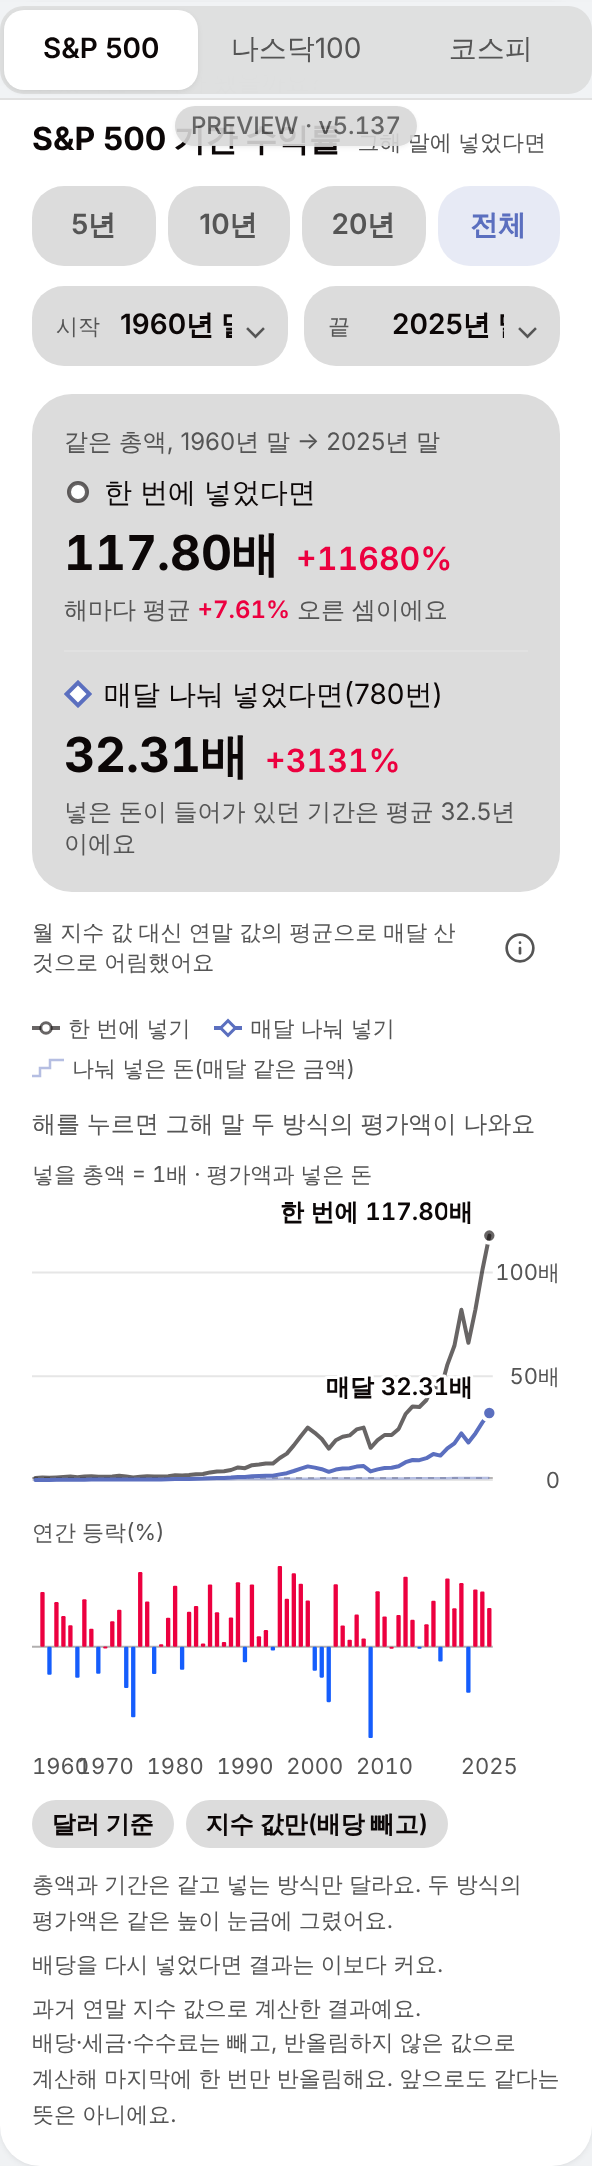 S&P 500
나스닥100
코스피
PREVIEW · v5.137
S&P 500 기간 수익률 그해 말에 넣었다면
5년
10년
20년
전체
시작 1960년
끝 2025년
같은 총액, 1960년 말 → 2025년 말
한 번에 넣었다면
117.80배 +11680%
해마다 평균 +7.61% 오른 셈이에요
매달 나눠 넣었다면(780번)
32.31배 +3131%
넣은 돈이 들어가 있던 기간은 평균 32.5년
이에요
월 지수 값 대신 연말 값의 평균으로 매달 산
것으로 어림했어요
한 번에 넣기 매달 나눠 넣기
나눠 넣은 돈(매달 같은 금액)
해를 누르면 그해 말 두 방식의 평가액이 나와요
넣을 총액 = 1배 · 평가액과 넣은 돈
한 번에 117.80배
100배
50배
매달 32.31배
0
연간 등락(%)
1960 1970 1980 1990 2000 2010 2025
달러 기준
지수 값만(배당 빼고)
총액과 기간은 같고 넣는 방식만 달라요. 두 방식의
평가액은 같은 높이 눈금에 그렸어요.
배당을 다시 넣었다면 결과는 이보다 커요.
과거 연말 지수 값으로 계산한 결과예요.
배당·세금·수수료는 빼고, 반올림하지 않은 값으로
계산해 마지막에 한 번만 반올림해요. 앞으로도 같다는
뜻은 아니에요.